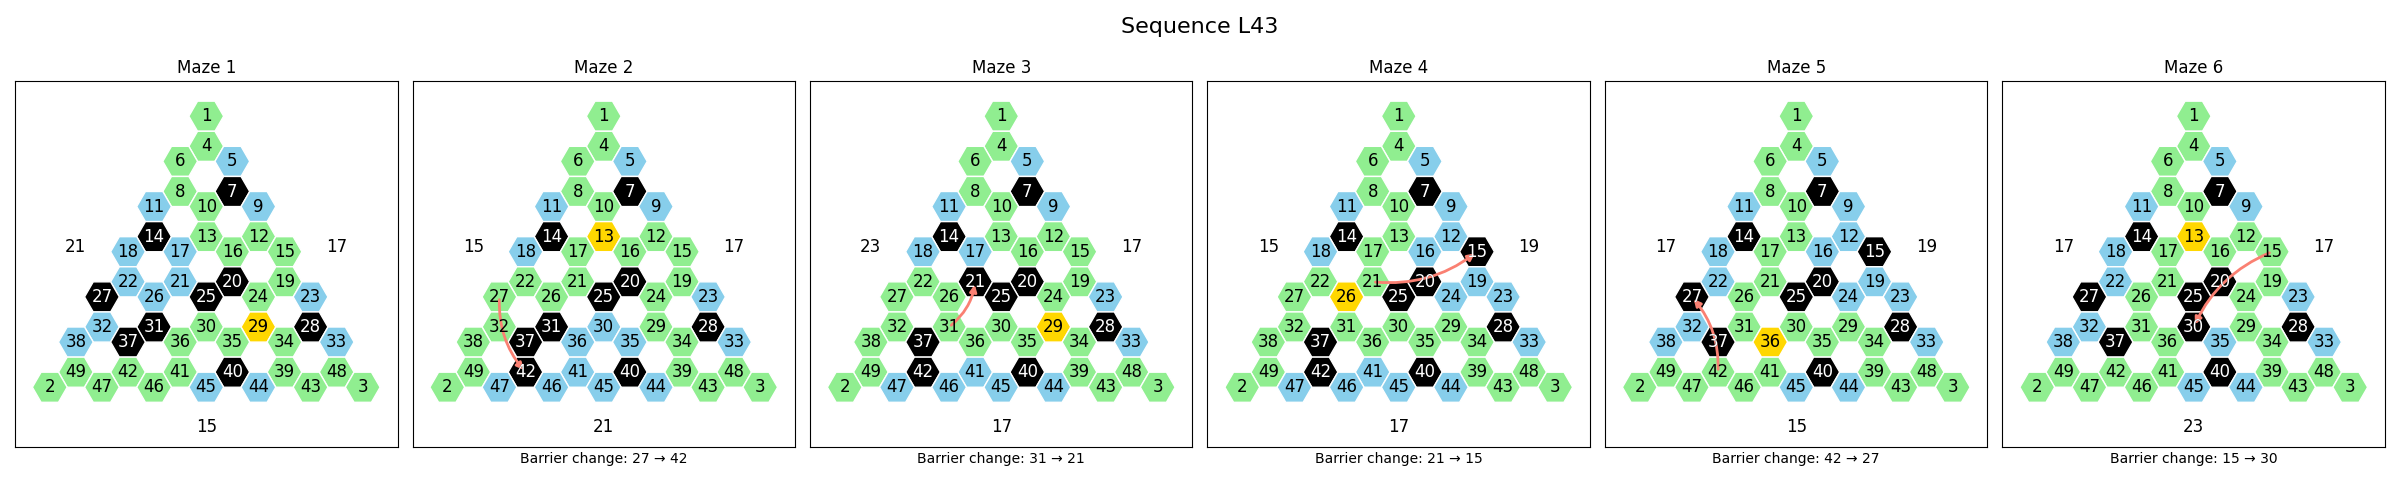 Sequence L43
Maze 1
1
4
6 5
8 7
11 10 9
14 13 12
21 18 17 16 15 17
22 21 20 19
27 26 25 24 23
32 31 30 29 28
38 37 36 35 34 33
49 42 41 40 39 48
2 47 46 45 44 43 3
15
Maze 2
1
4
6 5
8 7
11 10 9
14 13 12
15 18 17 16 15 17
22 21 20 19
27 26 25 24 23
32 31 30 29 28
38 37 36 35 34 33
49 42 41 40 39 48
2 47 46 45 44 43 3
21
Barrier change: 27 → 42
Maze 3
1
4
6 5
8 7
11 10 9
14 13 12
23 18 17 16 15 17
22 21 20 19
27 26 25 24 23
32 31 30 29 28
38 37 36 35 34 33
49 42 41 40 39 48
2 47 46 45 44 43 3
17
Barrier change: 31 → 21
Maze 4
1
4
6 5
8 7
11 10 9
14 13 12
15 18 17 16 15 19
22 21 20 19
27 26 25 24 23
32 31 30 29 28
38 37 36 35 34 33
49 42 41 40 39 48
2 47 46 45 44 43 3
17
Barrier change: 21 → 15
Maze 5
1
4
6 5
8 7
11 10 9
14 13 12
17 18 17 16 15 19
22 21 20 19
27 26 25 24 23
32 31 30 29 28
38 37 36 35 34 33
49 42 41 40 39 48
2 47 46 45 44 43 3
15
Barrier change: 42 → 27
Maze 6
1
4
6 5
8 7
11 10 9
14 13 12
17 18 17 16 15 17
22 21 20 19
27 26 25 24 23
32 31 30 29 28
38 37 36 35 34 33
49 42 41 40 39 48
2 47 46 45 44 43 3
23
Barrier change: 15 → 30